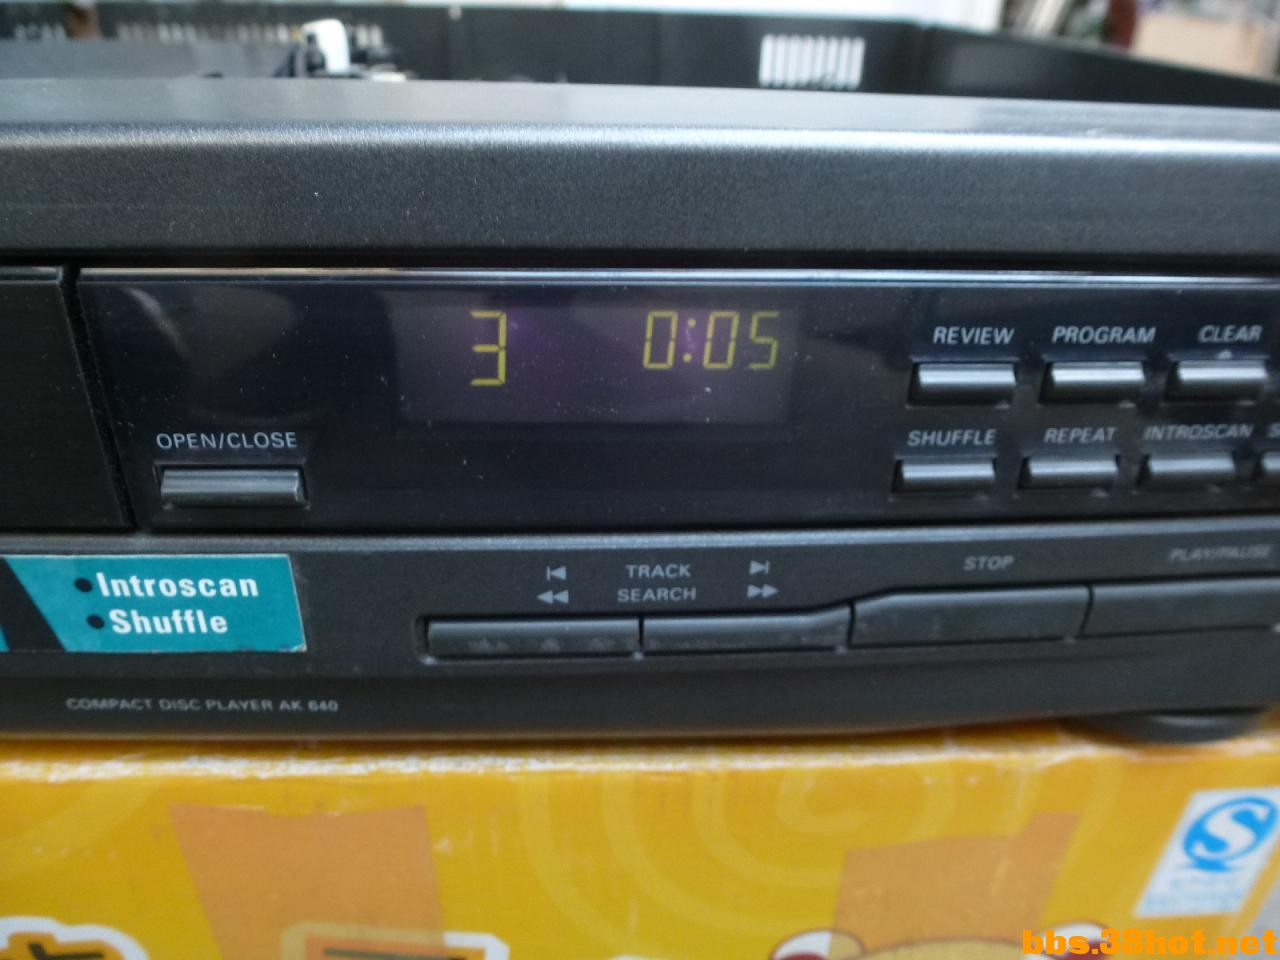 3 0:05
REVIEW PROGRAM CLEAR
OPEN/CLOSE
SHUFFLE REPEAT INTROSCAN
TRACK
SEARCH
STOP
PLAY/PAUSE
•Introscan
•Shuffle
COMPACT DISC PLAYER AK 640
bbs.38hot.net